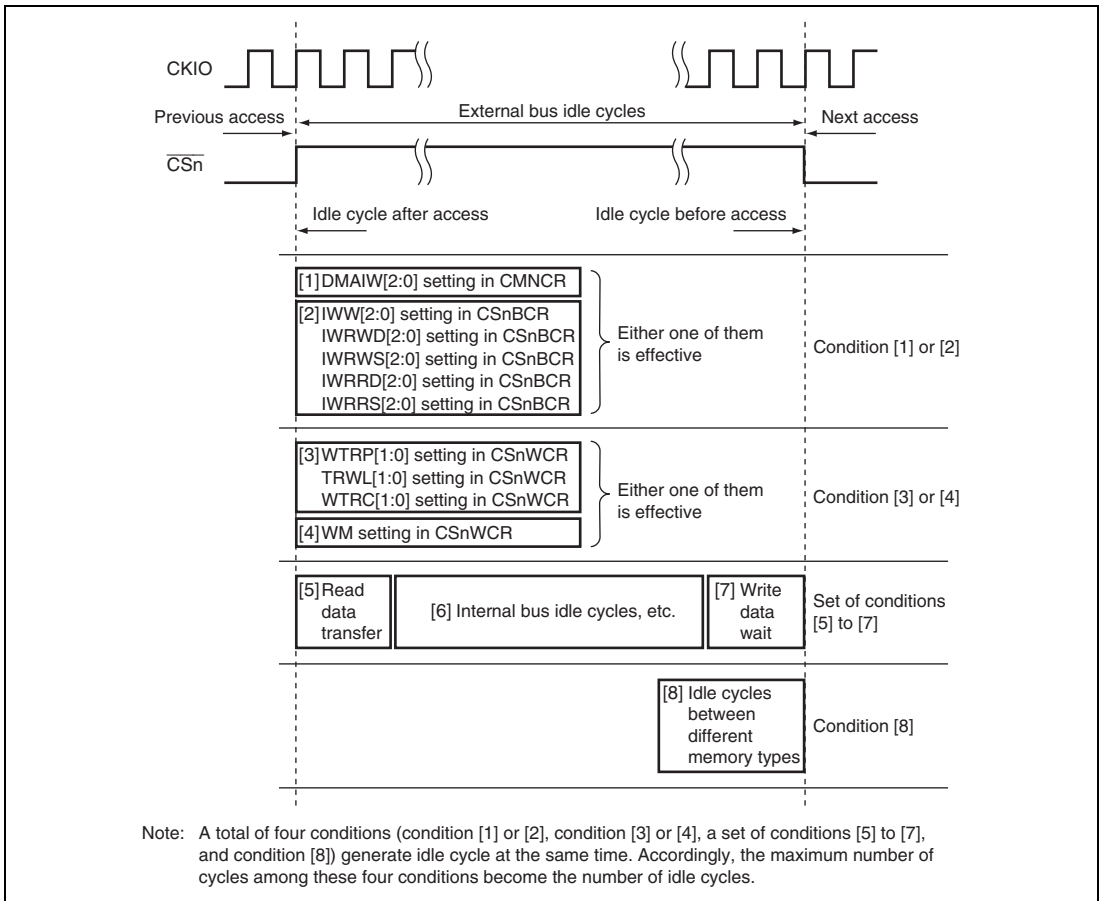 CKIO
Previous access
External bus idle cycles
Next access
CSn
Idle cycle after access
Idle cycle before access
[1] DMAIW[2:0] setting in CMNCR
[2] IWW[2:0] setting in CSnBCR
IWRWD[2:0] setting in CSnBCR
IWRWS[2:0] setting in CSnBCR
IWRRD[2:0] setting in CSnBCR
IWRRS[2:0] setting in CSnBCR
Either one of them
is effective
Condition [1] or [2]
[3] WTRP[1:0] setting in CSnWCR
TRWL[1:0] setting in CSnWCR
WTRC[1:0] setting in CSnWCR
[4] WM setting in CSnWCR
Either one of them
is effective
Condition [3] or [4]
[5] Read
data
transfer
[6] Internal bus idle cycles, etc.
[7] Write
data
wait
Set of conditions
[5] to [7]
[8] Idle cycles
between
different
memory types
Condition [8]
Note: A total of four conditions (condition [1] or [2], condition [3] or [4], a set of conditions [5] to [7],
and condition [8]) generate idle cycle at the same time. Accordingly, the maximum number of
cycles among these four conditions become the number of idle cycles.